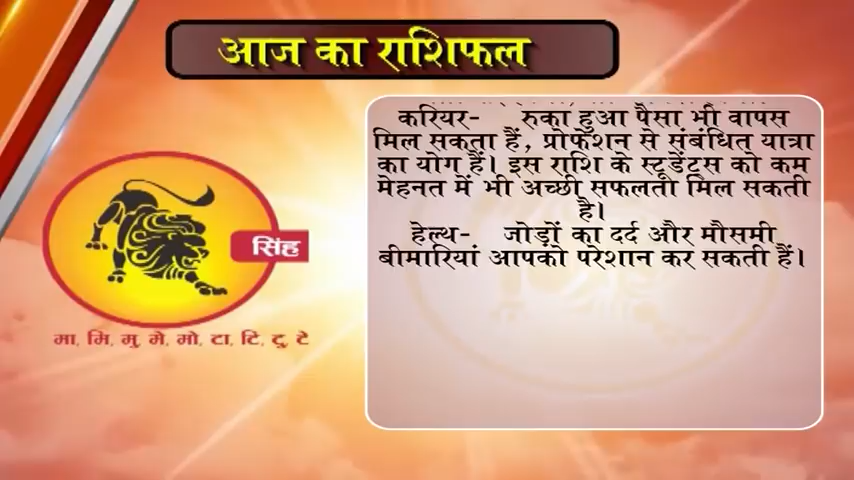 आज का राशिफल
करियर- रुका हुआ पैसा भी वापस
मिल सकता हैं, प्रोफेशन से संबंधित यात्रा
का योग हैं। इस राशि के स्टूडेंट्स को कम
मेहनत में भी अच्छी सफलता मिल सकती
है।
हेल्थ- जोड़ों का दर्द और मौसमी
बीमारियां आपको परेशान कर सकती हैं।
सिंह
मा, मि, मु, मे, मो, टा, टि, टु, टे